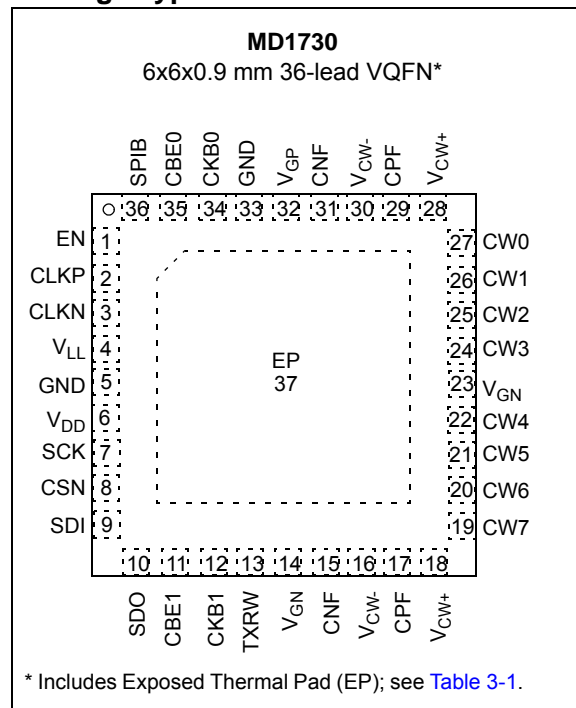 MD1730
6x6x0.9 mm 36-lead VQFN*
SPIB CBE0 CKB0 GND VGP CNF VCW- CPF VCW+
36 35 34 33 32 31 30 29 28
EN 1
CLKP 2
CLKN 3
VLL 4
GND 5
VDD 6
SCK 7
CSN 8
SDI 9
EP
37
27 CW0
26 CW1
25 CW2
24 CW3
23 VGN
22 CW4
21 CW5
20 CW6
19 CW7
10 11 12 13 14 15 16 17 18
SDO CBE1 CKB1 TXRW VGN CNF VCW- CPF VCW+
* Includes Exposed Thermal Pad (EP); see Table 3-1.